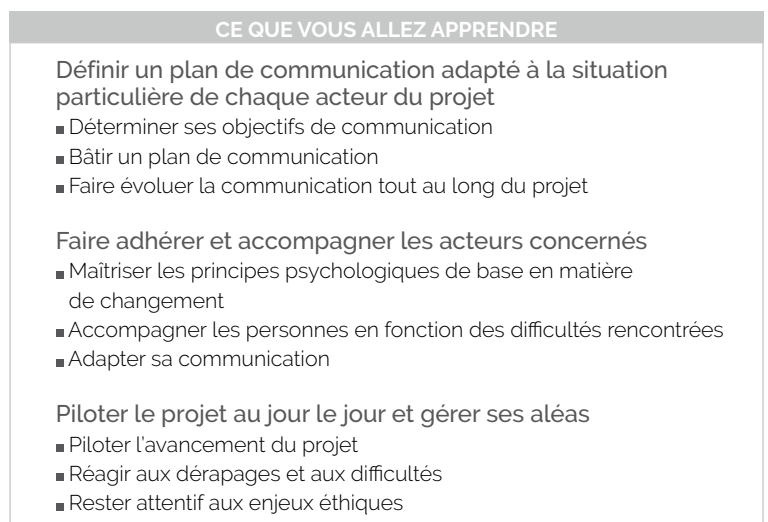 CE QUE VOUS ALLEZ APPRENDRE
Définir un plan de communication adapté à la situation
particulière de chaque acteur du projet
■ Déterminer ses objectifs de communication
■ Bâtir un plan de communication
■ Faire évoluer la communication tout au long du projet
Faire adhérer et accompagner les acteurs concernés
■ Maîtriser les principes psychologiques de base en matière
de changement
■ Accompagner les personnes en fonction des difficultés rencontrées
■ Adapter sa communication
Piloter le projet au jour le jour et gérer ses aléas
■ Piloter l’avancement du projet
■ Réagir aux dérapages et aux difficultés
■ Rester attentif aux enjeux éthiques